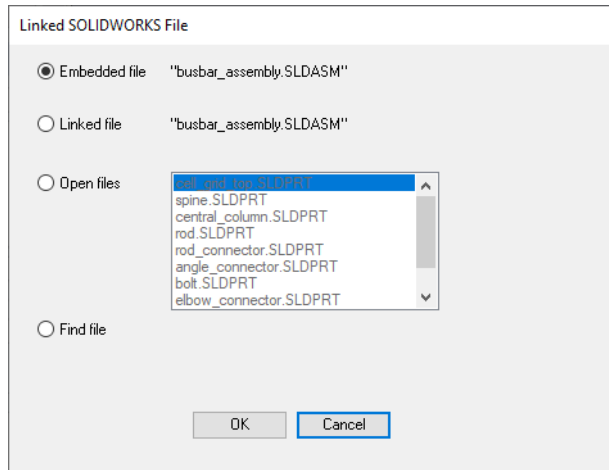 Linked SOLIDWORKS File
Embedded file "busbar_assembly.SLDASM"
Linked file "busbar_assembly.SLDASM"
Open files cell_grid_top.SLDPRT
spine.SLDPRT
central_column.SLDPRT
rod.SLDPRT
rod_connector.SLDPRT
angle_connector.SLDPRT
bolt.SLDPRT
elbow_connector.SLDPRT
Find file
OK Cancel